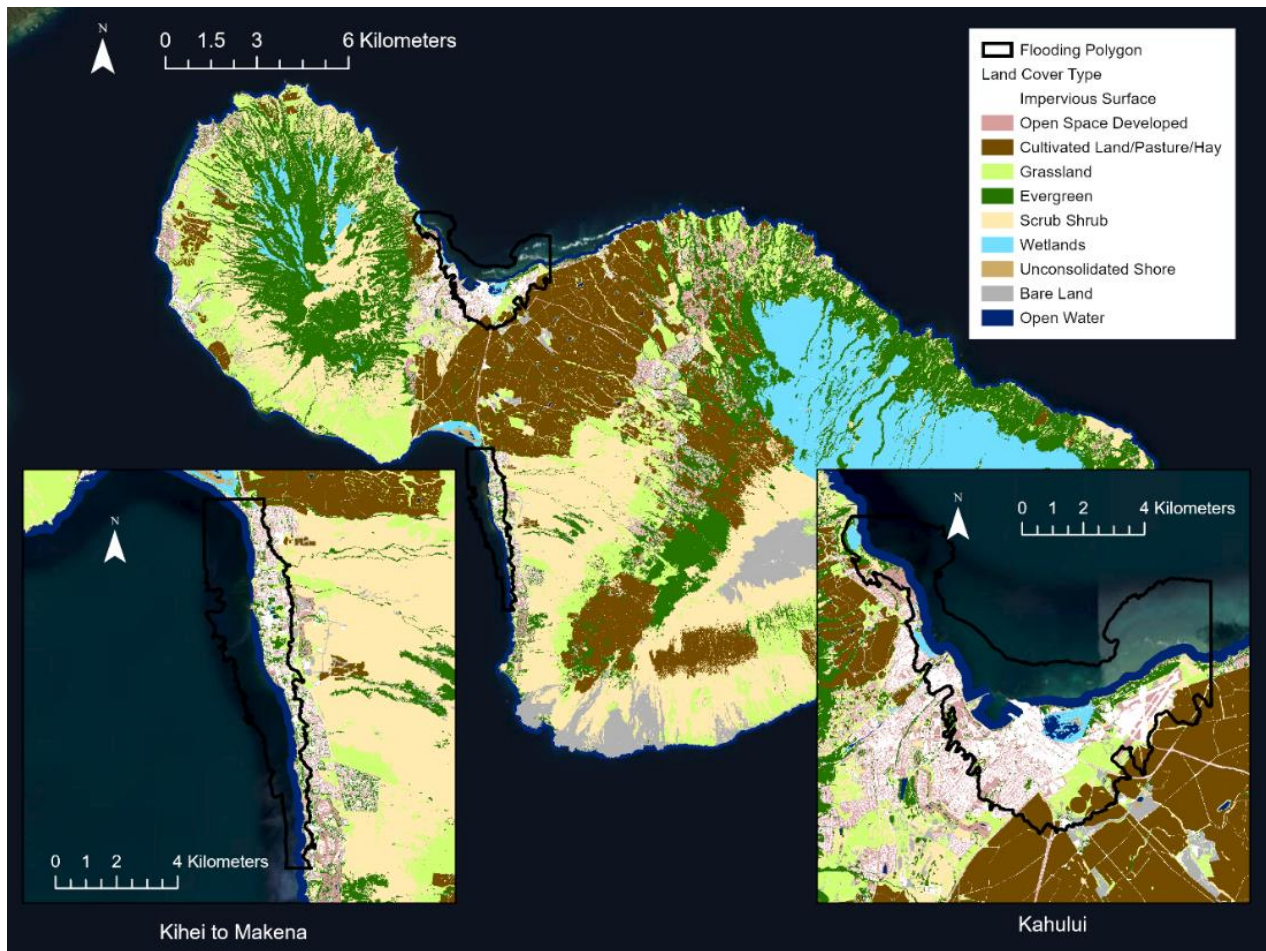 N
0 1.5 3 6 Kilometers
Flooding Polygon
Land Cover Type
Impervious Surface
Open Space Developed
Cultivated Land/Pasture/Hay
Grassland
Evergreen
Scrub Shrub
Wetlands
Unconsolidated Shore
Bare Land
Open Water
N
0 1 2 4 Kilometers
Kihei to Makena
N
0 1 2 4 Kilometers
Kahului